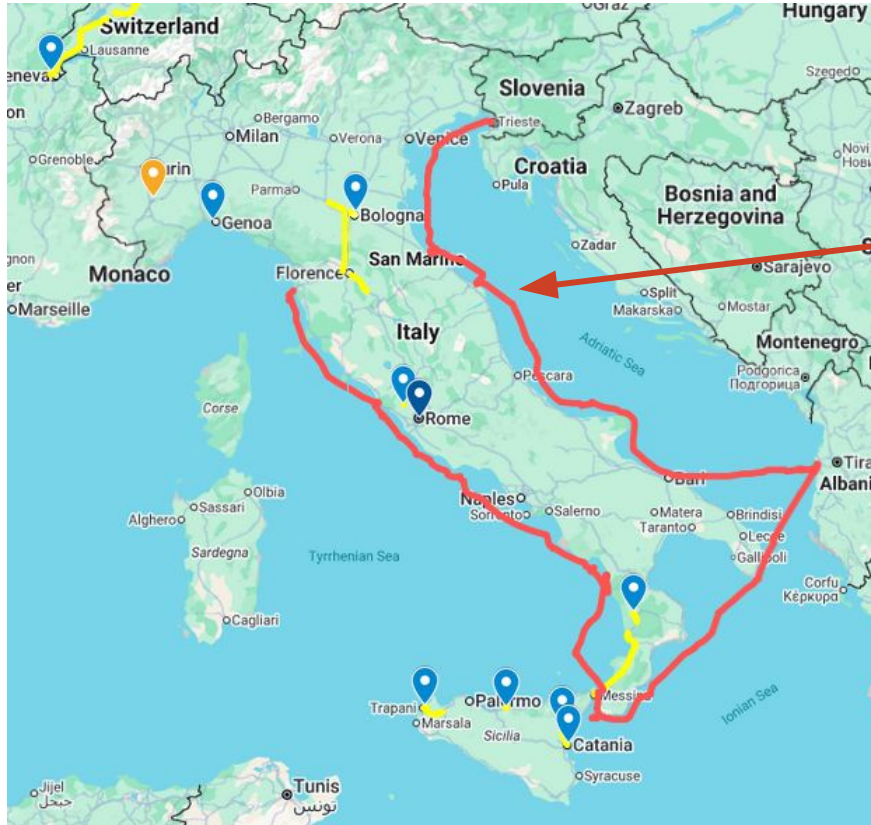 Hungary
Switzerland
Lausanne
Szeged
Slovenia
Zagreb
Bergamo
Trieste
Milan
Verona
Venice
Grenoble
Croatia
Parma
Pula
Bologna
Genoa
Bosnia and
Herzegovina
San Marino
Zadar
Monaco
Florence
Sarajevo
Marseille
Split
Makarska
Mostar
Italy
Adriatic Sea
Montenegro
Pescara
Podgorica
Подгорица
Corse
Rome
Bari
Albani
Olbia
Naples
Sassari
Sorrento
Salerno
Matera
Brindisi
Alghero
Taranto
Lecce
Sardegna
Gallipoli
Tyrrhenian Sea
Corfu
Κέρκυρα
Cagliari
Messina
Trapani
Palermo
Ionian Sea
Marsala
Sicilia
Catania
Syracuse
Jijel
جيجل
Tunis
تونس